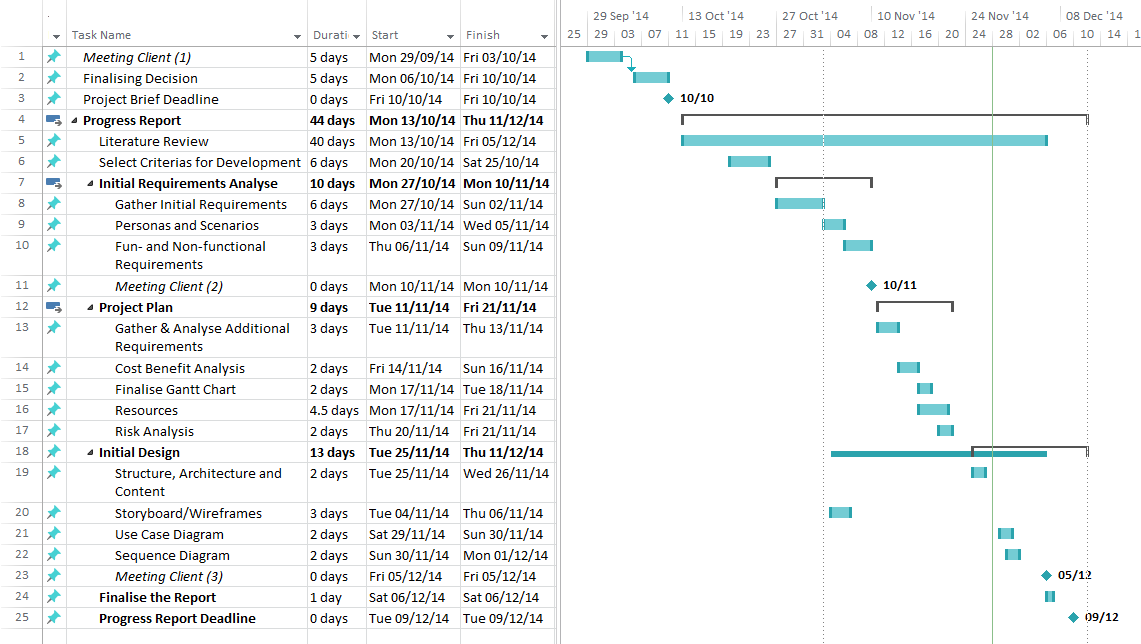 29 Sep '14 13 Oct '14 27 Oct '14 10 Nov '14 24 Nov '14 08 Dec '14
Task Name Durati Start Finish 25 29 03 07 11 15 19 23 27 31 04 08 12 16 20 24 28 02 06 10 14 1
1 Meeting Client (1) 5 days Mon 29/09/14 Fri 03/10/14
2 Finalising Decision 5 days Mon 06/10/14 Fri 10/10/14
3 Project Brief Deadline 0 days Fri 10/10/14 Fri 10/10/14 10/10
4 Progress Report 44 days Mon 13/10/14 Thu 11/12/14
5 Literature Review 40 days Mon 13/10/14 Fri 05/12/14
6 Select Criterias for Development 6 days Mon 20/10/14 Sat 25/10/14
7 Initial Requirements Analyse 10 days Mon 27/10/14 Mon 10/11/14
8 Gather Initial Requirements 6 days Mon 27/10/14 Sun 02/11/14
9 Personas and Scenarios 3 days Mon 03/11/14 Wed 05/11/14
10 Fun- and Non-functional 3 days Thu 06/11/14 Sun 09/11/14
Requirements
11 Meeting Client (2) 0 days Mon 10/11/14 Mon 10/11/14 10/11
12 Project Plan 9 days Tue 11/11/14 Fri 21/11/14
13 Gather & Analyse Additional 3 days Tue 11/11/14 Thu 13/11/14
Requirements
14 Cost Benefit Analysis 2 days Fri 14/11/14 Sun 16/11/14
15 Finalise Gantt Chart 2 days Mon 17/11/14 Tue 18/11/14
16 Resources 4.5 days Mon 17/11/14 Fri 21/11/14
17 Risk Analysis 2 days Thu 20/11/14 Fri 21/11/14
18 Initial Design 13 days Tue 25/11/14 Thu 11/12/14
19 Structure, Architecture and 2 days Tue 25/11/14 Wed 26/11/14
Content
20 Storyboard/Wireframes 3 days Tue 04/11/14 Thu 06/11/14
21 Use Case Diagram 2 days Sat 29/11/14 Sun 30/11/14
22 Sequence Diagram 2 days Sun 30/11/14 Mon 01/12/14
23 Meeting Client (3) 0 days Fri 05/12/14 Fri 05/12/14 05/12
24 Finalise the Report 1 day Sat 06/12/14 Sat 06/12/14
25 Progress Report Deadline 0 days Tue 09/12/14 Tue 09/12/14 09/12